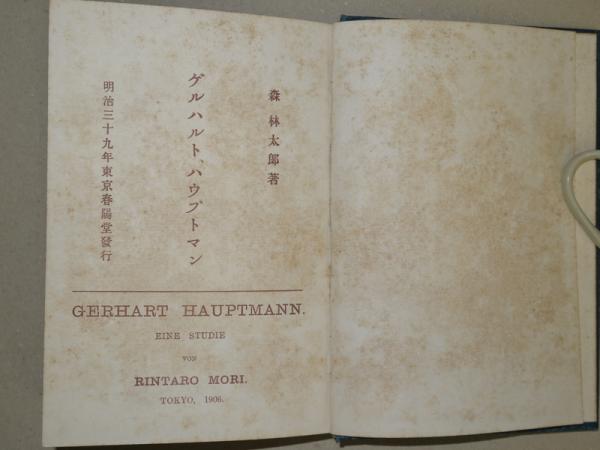 森 林太郎著
ゲルハルト、ハウプトマン
明治三十九年東京春陽堂發行
GERHART HAUPTMANN.
EINE STUDIE
VON
RINTARO MORI.
TOKYO, 1906.